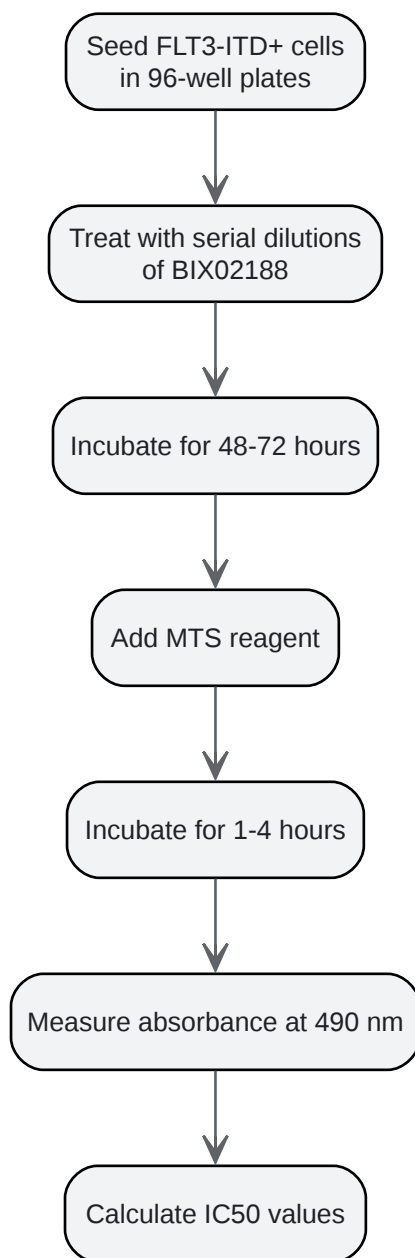 Seed FLT3-ITD+ cells
in 96-well plates
Treat with serial dilutions
of BIX02188
Incubate for 48-72 hours
Add MTS reagent
Incubate for 1-4 hours
Measure absorbance at 490 nm
Calculate IC50 values